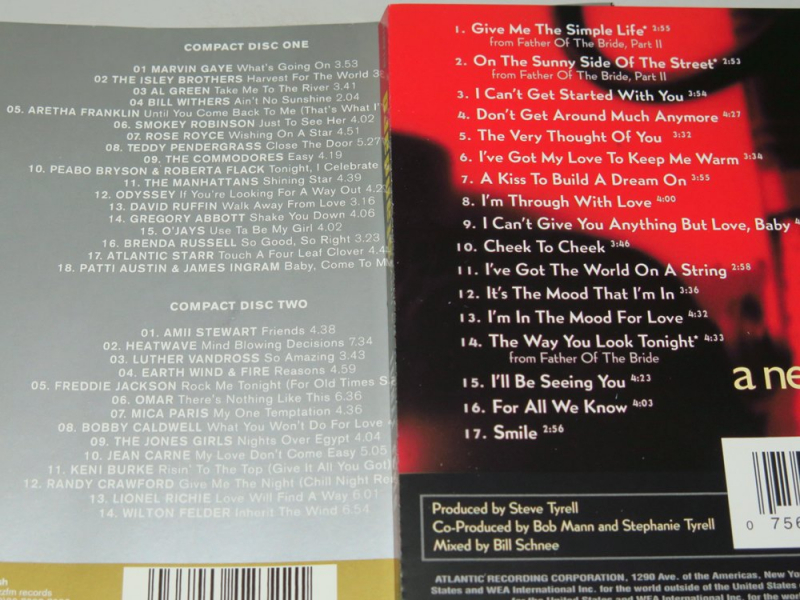 COMPACT DISC ONE
01 MARVIN GAYE What's Going On 3.53
02 THE ISLEY BROTHERS Harvest For The World
03 AL GREEN Take Me To The River 3.41
04 BILL WITHERS Ain't No Sunshine 2.04
05. ARETHA FRANKLIN Until You Come Back To Me (That's What I'
06. SMOKEY ROBINSON Just To See Her 4.02
07. ROSE ROYCE Wishing On A Star 4.51
08. TEDDY PENDERGRASS Close The Door 5.27
09. THE COMMODORES Easy 4.19
10. PEABO BRYSON & ROBERTA FLACK Tonight, I Celebrate
11. THE MANHATTANS Shining Star 4.39
12. ODYSSEY If You're Looking For A Way Out 4.2
13. DAVID RUFFIN Walk Away From Love 3.16
14. GREGORY ABBOTT Shake You Down 4.06
15. O'JAYS Use Ta Be My Girl 4.02
16. BRENDA RUSSELL So Good, So Right 3.23
17. ATLANTIC STARR Touch A Four Leaf Clover 4.4
18. PATTI AUSTIN & JAMES INGRAM Baby, Come To M
COMPACT DISC TWO
01. AMII STEWART Friends 4.38
02. HEATWAVE Mind Blowing Decisions 7.34
03. LUTHER VANDROSS So Amazing 3.43
04. EARTH WIND & FIRE Reasons 4.59
05. FREDDIE JACKSON Rock Me Tonight (For Old Times S
06. OMAR There's Nothing Like This 6.36
07. MICA PARIS My One Temptation 4.36
08. BOBBY CALDWELL What You Won't Do For Love
09. THE JONES GIRLS Nights Over Egypt 4.04
10. JEAN CARNE My Love Don't Come Easy 5.05
11. KENI BURKE Risin' To The Top (Give It All You Got)
12. RANDY CRAWFORD Give Me The Night (Chill Night
13. LIONEL RICHIE Love Will Find A Way 6.01
14. WILTON FELDER Inherit The Wind 6.54
records
1. Give Me The Simple Life* 3:55
from Father Of The Bride, Part II
2. On The Sunny Side Of The Street* 2:53
from Father Of The Bride, Part II
3. I Can't Get Started With You 3:54
4. Don't Get Around Much Anymore 4:27
5. The Very Thought Of You 3:32
6. I've Got My Love To Keep Me Warm 3:34
7. A Kiss To Build A Dream On 3:55
8. I'm Through With Love 4:00
9. I Can't Give You Anything But Love, Baby 4
10. Cheek To Cheek 3:46
11. I've Got The World On A String 2:58
12. It's The Mood That I'm In 3:36
13. I'm In The Mood For Love 4:32
14. The Way You Look Tonight* 4:33
from Father Of The Bride
15. I'll Be Seeing You 4:23
16. For All We Know 4:03
17. Smile 2:56
a ne
Produced by Steve Tyrell
Co-Produced by Bob Mann and Stephanie Tyrell
Mixed by Bill Schnee
0 756
ATLANTIC RECORDING CORPORATION, 1290 Ave. of the Americas, New Yor
States and WEA International Inc. for the world outside of the United States
for the United States and WEA International Inc. for the world